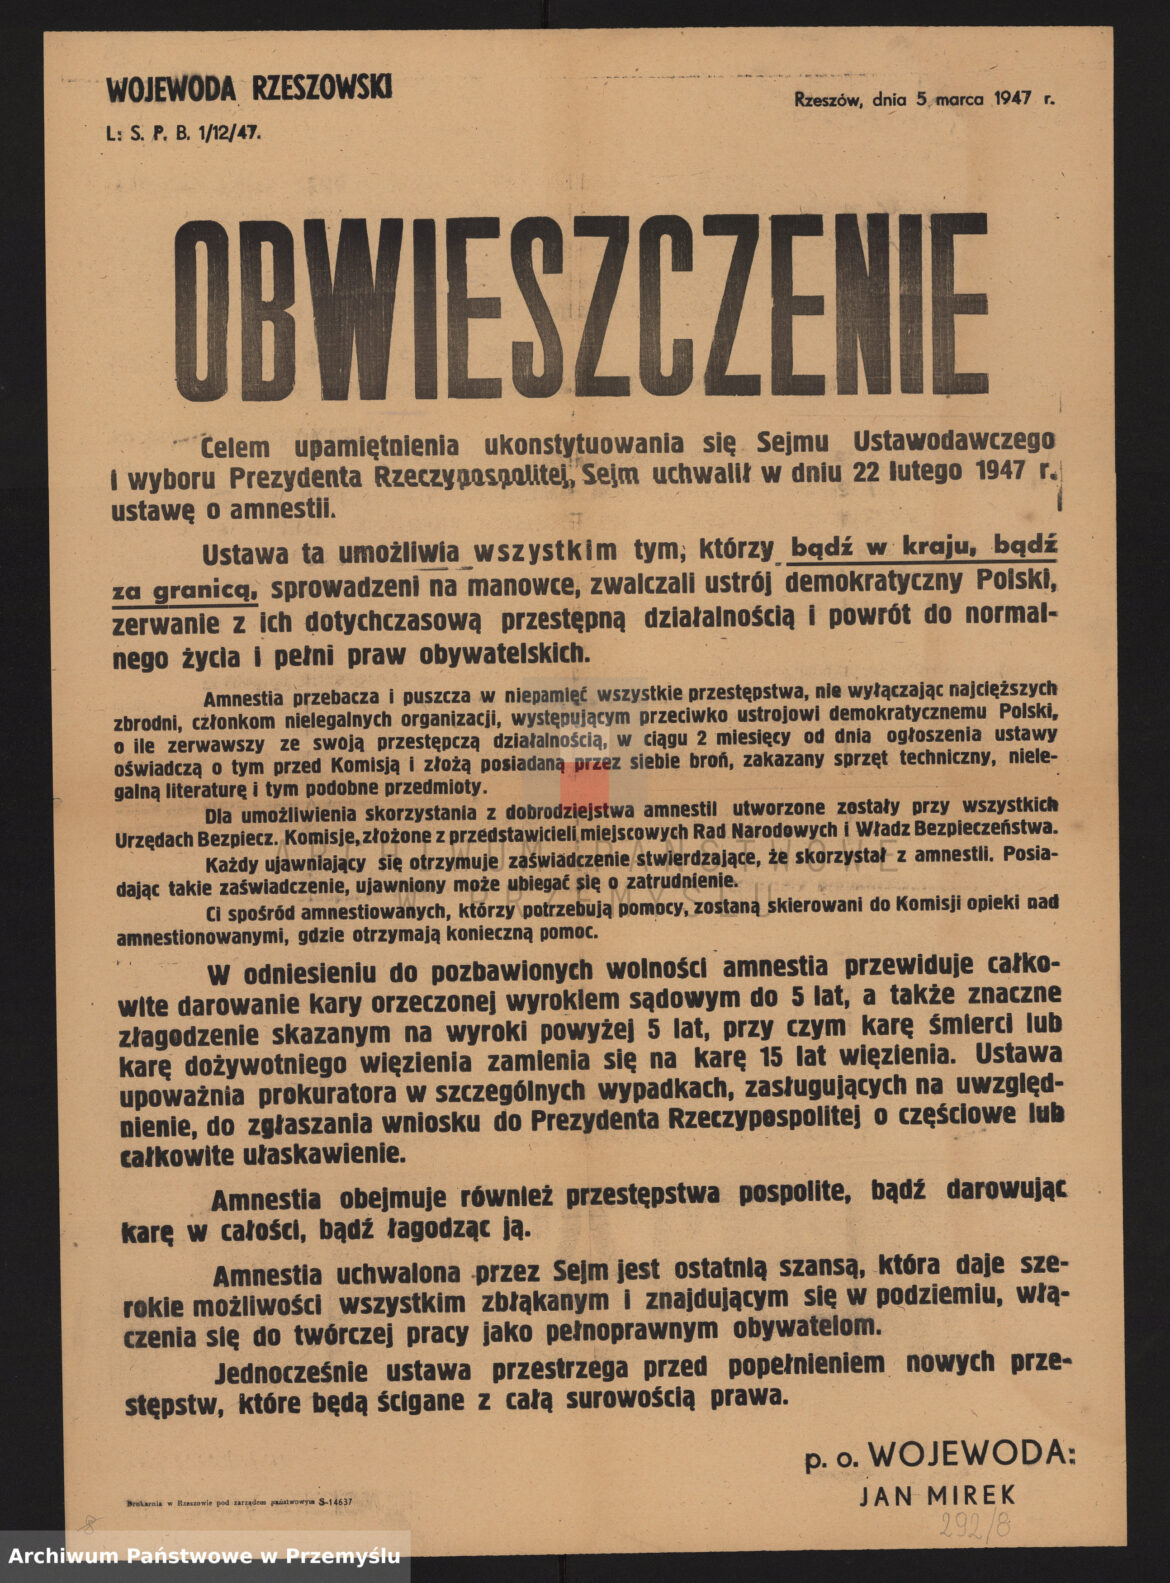 WOJEWODA RZESZOWSKI
L: S. P. B. 1/12/47.
Rzeszów, dnia 5 marca 1947 r.
OBWIESZCZENIE
Celem upamiętnienia ukonstytuowania się Sejmu Ustawodawczego
i wyboru Prezydenta Rzeczypospolitej, Sejm uchwalił w dniu 22 lutego 1947 r.
ustawę o amnestii.
Ustawa ta umożliwia wszystkim tym, którzy bądź w kraju, bądź
za granicą, sprowadzeni na manowce, zwalczali ustrój demokratyczny Polski,
zerwanie z ich dotychczasową przestępną działalnością i powrót do normal-
nego życia i pełni praw obywatelskich.
Amnestia przebacza i puszcza w niepamięć wszystkie przestępstwa, nie wyłączając najcięższych
zbrodni, członkom nielegalnych organizacji, występującym przeciwko ustrojowi demokratycznemu Polski,
o ile zerwawszy ze swoją przestępczą działalnością, w ciągu 2 miesięcy od dnia ogłoszenia ustawy
oświadczą o tym przed Komisją i złożą posiadaną przez siebie broń, zakazany sprzęt techniczny, niele-
galną literaturę i tym podobne przedmioty.
Dla umożliwienia skorzystania z dobrodziejstwa amnestii utworzone zostały przy wszystkich
Urzędach Bezpiecz. Komisje, złożone z przedstawicieli miejscowych Rad Narodowych i Władz Bezpieczeństwa.
Każdy ujawniający się otrzymuje zaświadczenie stwierdzające, że skorzystał z amnestii. Posia-
dając takie zaświadczenie, ujawniony może ubiegać się o zatrudnienie.
Ci spośród amnestiowanych, którzy potrzebują pomocy, zostaną skierowani do Komisji opieki nad
amnestionowanymi, gdzie otrzymają konieczną pomoc.
W odniesieniu do pozbawionych wolności amnestia przewiduje całko-
wite darowanie kary orzeczonej wyrokiem sądowym do 5 lat, a także znaczne
złagodzenie skazanym na wyroki powyżej 5 lat, przy czym karę śmierci lub
karę dożywotniego więzienia zamienia się na karę 15 lat więzienia. Ustawa
upoważnia prokuratora w szczególnych wypadkach, zasługujących na uwzględ-
nienie, do zgłaszania wniosku do Prezydenta Rzeczypospolitej o częściowe lub
całkowite ułaskawienie.
Amnestia obejmuje również przestępstwa pospolite, bądź darowując
karę w całości, bądź łagodząc ją.
Amnestia uchwalona przez Sejm jest ostatnią szansą, która daje sze-
rokie możliwości wszystkim zbłąkanym i znajdującym się w podziemiu, włą-
czenia się do twórczej pracy jako pełnoprawnym obywatelom.
Jednocześnie ustawa przestrzega przed popełnieniem nowych prze-
stępstw, które będą ścigane z całą surowością prawa.
p. o. WOJEWODA:
JAN MIREK
292/8
Drukarnia w Rzeszowie pod zarządem państwowym S-14637
8
ARCHIWUM PAŃSTWOWE
W PRZEMYŚLU
Archiwum Państwowe w Przemyślu